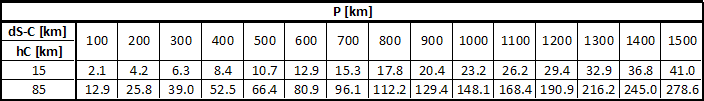 P [km]
dS-C [km]
hC [km]
100 200 300 400 500 600 700 800 900 1000 1100 1200 1300 1400 1500
15 2.1 4.2 6.3 8.4 10.7 12.9 15.3 17.8 20.4 23.2 26.2 29.4 32.9 36.8 41.0
85 12.9 25.8 39.0 52.5 66.4 80.9 96.1 112.2 129.4 148.1 168.4 190.9 216.2 245.0 278.6